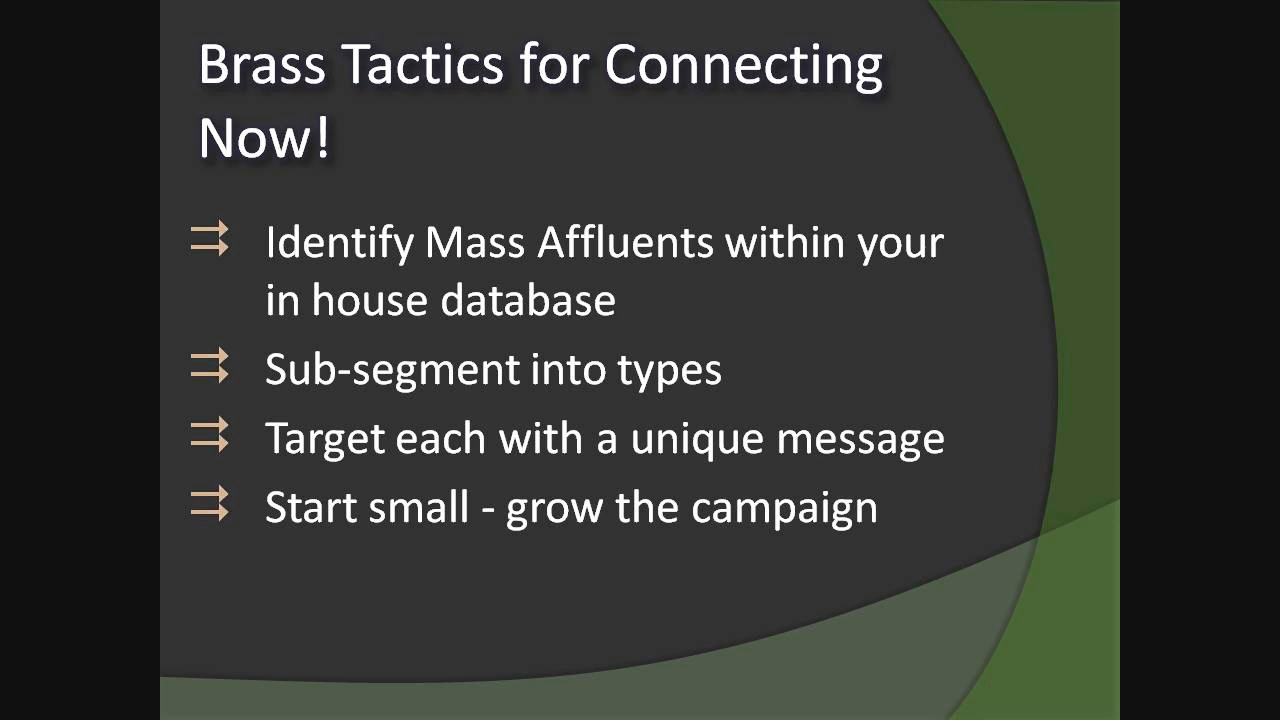 Brass Tactics for Connecting
Now!
Identify Mass Affluents within your
in house database
Sub-segment into types
Target each with a unique message
Start small - grow the campaign